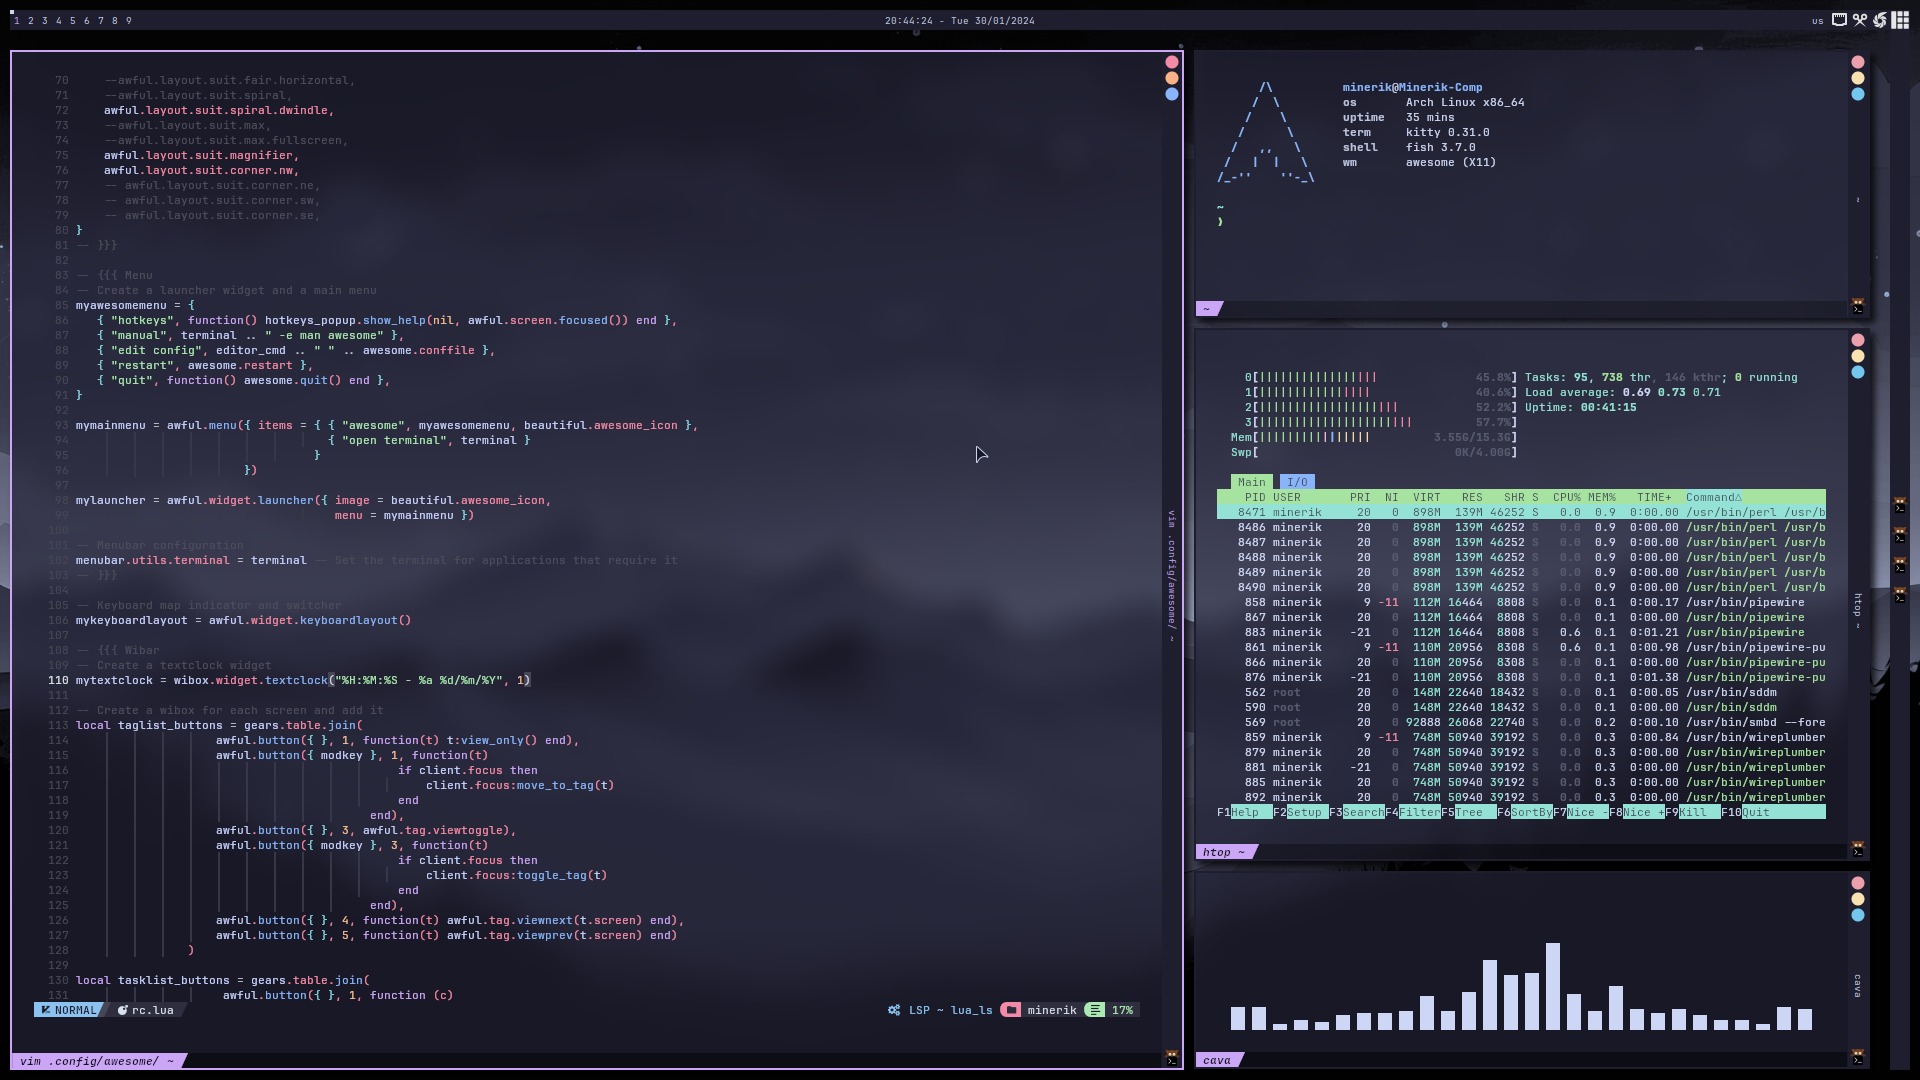 1 2 3 4 5 6 7 8 9
20:44:24 - Tue 30/01/2024
us
70 --awful.layout.suit.fair.horizontal,
71 --awful.layout.suit.spiral,
72 awful.layout.suit.spiral.dwindle,
73 --awful.layout.suit.max,
74 --awful.layout.suit.max.fullscreen,
75 awful.layout.suit.magnifier,
76 awful.layout.suit.corner.nw,
77 -- awful.layout.suit.corner.ne,
78 -- awful.layout.suit.corner.sw,
79 -- awful.layout.suit.corner.se,
80 }
81 -- }}}
82
83 -- {{{ Menu
84 -- Create a launcher widget and a main menu
85 myawesomemenu = {
86 { "hotkeys", function() hotkeys_popup.show_help(nil, awful.screen.focused()) end },
87 { "manual", terminal .. " -e man awesome" },
88 { "edit config", editor_cmd .. " " .. awesome.conffile },
89 { "restart", awesome.restart },
90 { "quit", function() awesome.quit() end },
91 }
92
93 mymainmenu = awful.menu({ items = { { "awesome", myawesomemenu, beautiful.awesome_icon },
94 { "open terminal", terminal }
95 }
96 })
97
98 mylauncher = awful.widget.launcher({ image = beautiful.awesome_icon,
99 menu = mymainmenu })
100
101 -- Menubar configuration
102 menubar.utils.terminal = terminal -- Set the terminal for applications that require it
103 -- }}}
104
105 -- Keyboard map indicator and switcher
106 mykeyboardlayout = awful.widget.keyboardlayout()
107
108 -- {{{ Wibar
109 -- Create a textclock widget
110 mytextclock = wibox.widget.textclock("%H:%M:%S - %a %d/%m/%Y", 1)
111
112 -- Create a wibox for each screen and add it
113 local taglist_buttons = gears.table.join(
114 awful.button({ }, 1, function(t) t:view_only() end),
115 awful.button({ modkey }, 1, function(t)
116 if client.focus then
117 client.focus:move_to_tag(t)
118 end
119 end),
120 awful.button({ }, 3, awful.tag.viewtoggle),
121 awful.button({ modkey }, 3, function(t)
122 if client.focus then
123 client.focus:toggle_tag(t)
124 end
125 end),
126 awful.button({ }, 4, function(t) awful.tag.viewnext(t.screen) end),
127 awful.button({ }, 5, function(t) awful.tag.viewprev(t.screen) end)
128 )
129
130 local tasklist_buttons = gears.table.join(
131 awful.button({ }, 1, function (c)
NORMAL rc.lua LSP ~ lua_ls minerik 17%
vim .config/awesome/ ~
vim .config/awesome/ ~
/\ minerik@Minerik-Comp
/ \ os Arch Linux x86_64
/ \ uptime 35 mins
/ \ term kitty 0.31.0
/ ,, \ shell fish 3.7.0
/ | | \ wm awesome (X11)
/_-'' ''-_\
~
❯
~
~
0[|||||||||||||||||45.8%] Tasks: 95, 738 thr, 146 kthr; 0 running
1[||||||||||||||||40.6%] Load average: 0.69 0.73 0.71
2[||||||||||||||||||||52.2%] Uptime: 00:41:15
3[||||||||||||||||||||||57.7%]
Mem[||||||||||||||||3.55G/15.3G]
Swp[0K/4.00G]
Main I/O
PID USER PRI NI VIRT RES SHR S CPU% MEM% TIME+ Command△
8471 minerik 20 0 898M 139M 46252 S 0.0 0.9 0:00.00 /usr/bin/perl /usr/b
8486 minerik 20 0 898M 139M 46252 S 0.0 0.9 0:00.00 /usr/bin/perl /usr/b
8487 minerik 20 0 898M 139M 46252 S 0.0 0.9 0:00.00 /usr/bin/perl /usr/b
8488 minerik 20 0 898M 139M 46252 S 0.0 0.9 0:00.00 /usr/bin/perl /usr/b
8489 minerik 20 0 898M 139M 46252 S 0.0 0.9 0:00.00 /usr/bin/perl /usr/b
8490 minerik 20 0 898M 139M 46252 S 0.0 0.9 0:00.00 /usr/bin/perl /usr/b
858 minerik 9 -11 112M 16464 8808 S 0.0 0.1 0:00.17 /usr/bin/pipewire
867 minerik 20 0 112M 16464 8808 S 0.0 0.1 0:00.00 /usr/bin/pipewire
883 minerik -21 0 112M 16464 8808 S 0.6 0.1 0:01.21 /usr/bin/pipewire
861 minerik 9 -11 110M 20956 8308 S 0.6 0.1 0:00.98 /usr/bin/pipewire-pu
866 minerik 20 0 110M 20956 8308 S 0.0 0.1 0:00.00 /usr/bin/pipewire-pu
876 minerik -21 0 110M 20956 8308 S 0.0 0.1 0:01.38 /usr/bin/pipewire-pu
562 root 20 0 148M 22640 18432 S 0.0 0.1 0:00.05 /usr/bin/sddm
590 root 20 0 148M 22640 18432 S 0.0 0.1 0:00.00 /usr/bin/sddm
569 root 20 0 92888 26068 22740 S 0.0 0.2 0:00.10 /usr/bin/smbd --fore
859 minerik 9 -11 748M 50940 39192 S 0.0 0.3 0:00.84 /usr/bin/wireplumber
879 minerik 20 0 748M 50940 39192 S 0.0 0.3 0:00.00 /usr/bin/wireplumber
881 minerik -21 0 748M 50940 39192 S 0.0 0.3 0:00.00 /usr/bin/wireplumber
885 minerik 20 0 748M 50940 39192 S 0.0 0.3 0:00.00 /usr/bin/wireplumber
892 minerik 20 0 748M 50940 39192 S 0.0 0.3 0:00.00 /usr/bin/wireplumber
F1Help F2Setup F3SearchF4FilterF5Tree F6SortByF7Nice -F8Nice +F9Kill F10Quit
htop ~
htop ~
cava
cava